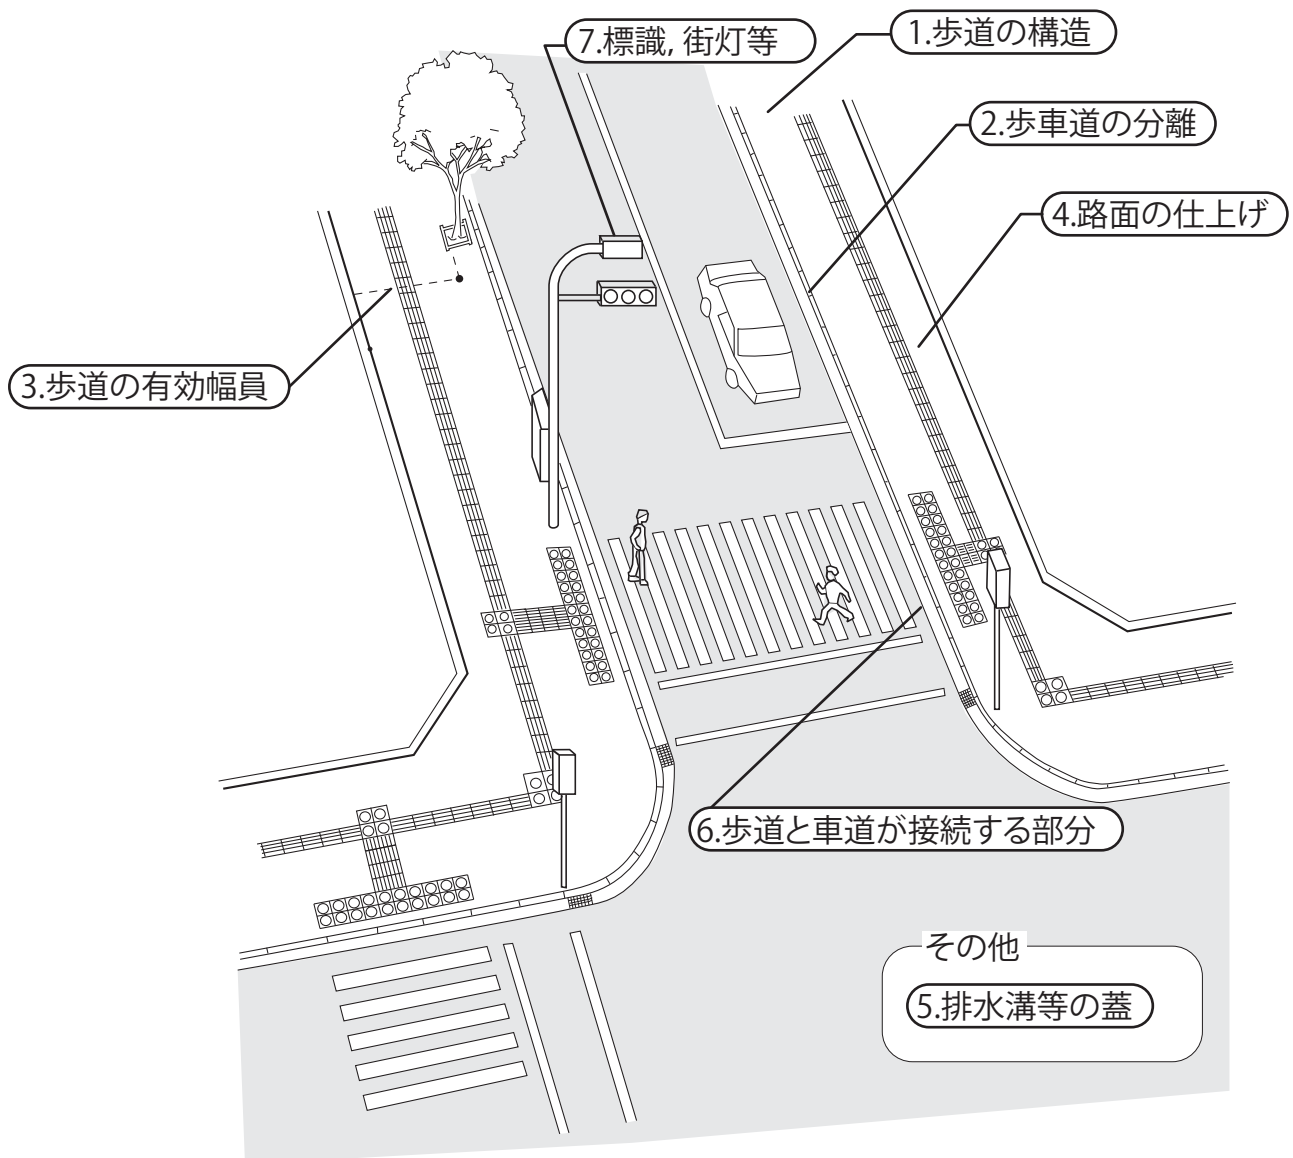 7.標識, 街灯等
1.歩道の構造
2.歩車道の分離
4.路面の仕上げ
3.歩道の有効幅員
6.歩道と車道が接続する部分
その他
5.排水溝等の蓋